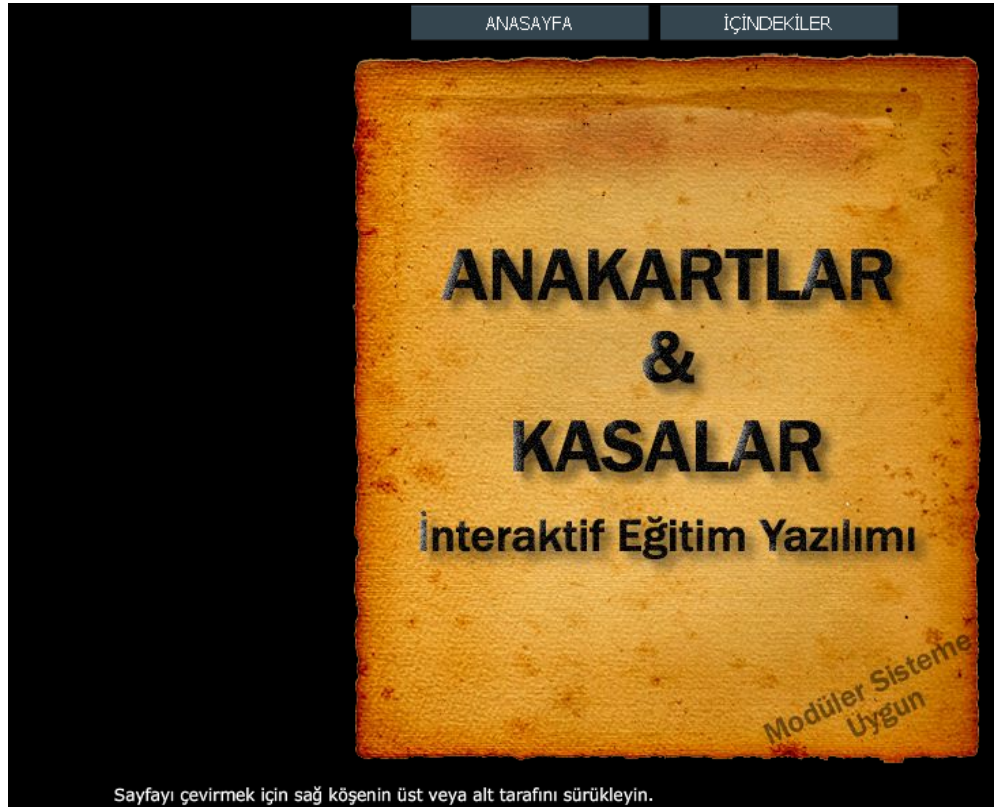 ANASAYFA
İÇİNDEKİLER
ANAKARTLAR
&
KASALAR
İnteraktif Eğitim Yazılımı
Modüler Sisteme
Uygun
Sayfayı çevirmek için sağ köşenin üst veya alt tarafını sürükleyin.